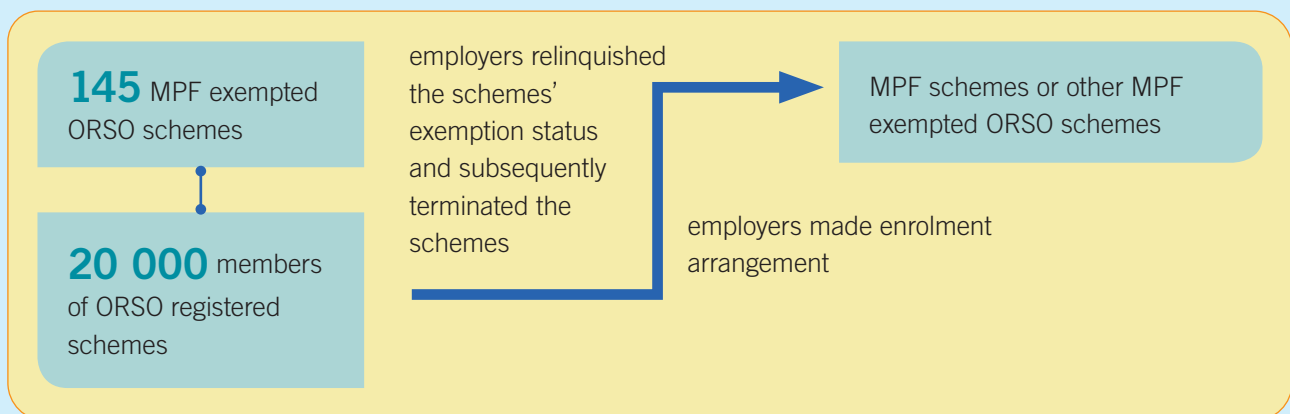 145 MPF exempted
ORSO schemes
20 000 members
of ORSO registered
schemes
employers relinquished
the schemes’
exemption status
and subsequently
terminated the
schemes
employers made enrolment
arrangement
MPF schemes or other MPF
exempted ORSO schemes